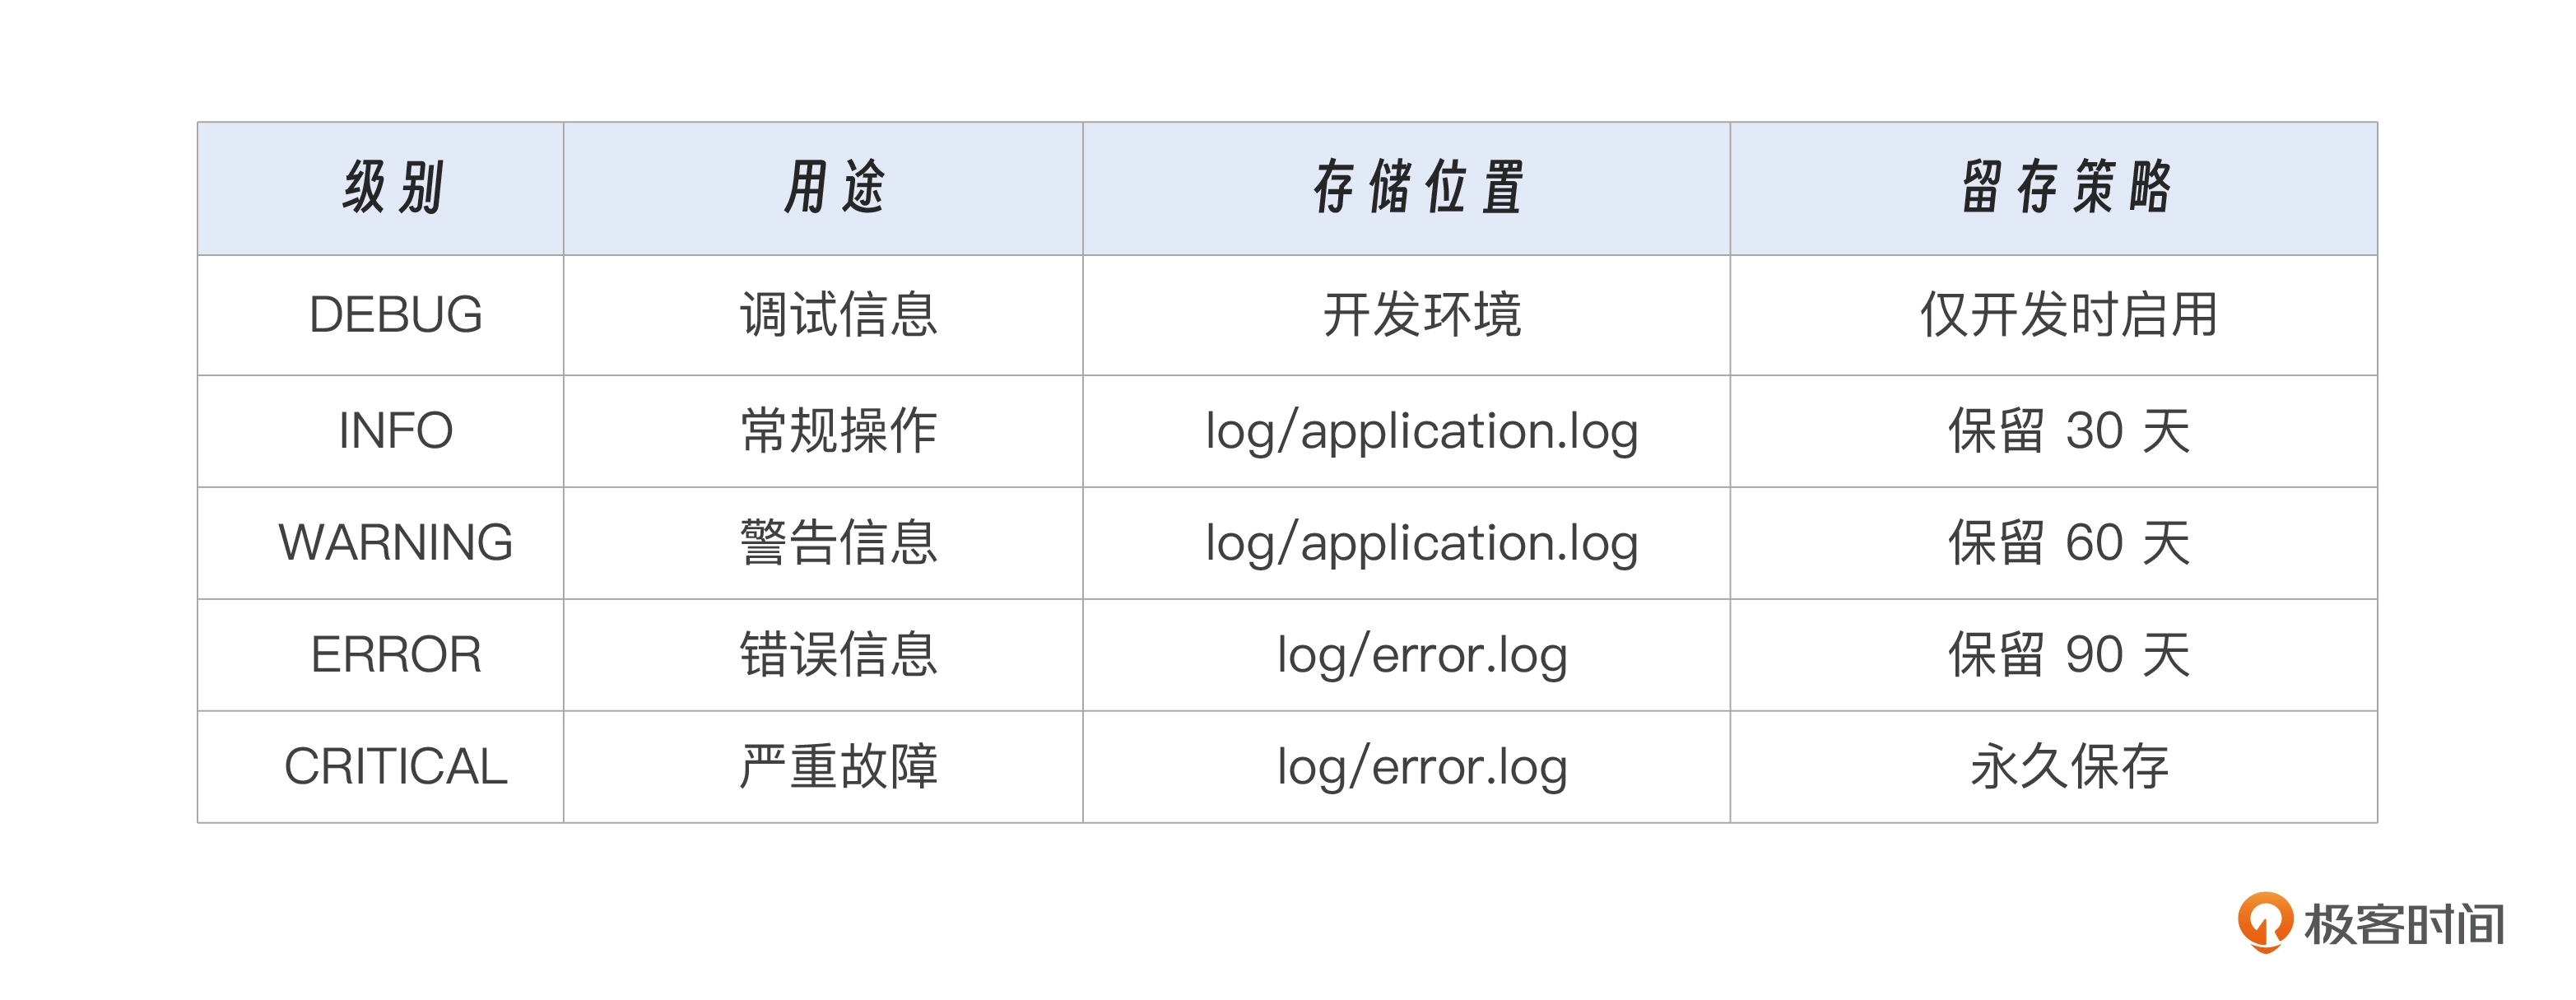 级别 用途 存储位置 留存策略
DEBUG 调试信息 开发环境 仅开发时启用
INFO 常规操作 log/application.log 保留 30 天
WARNING 警告信息 log/application.log 保留 60 天
ERROR 错误信息 log/error.log 保留 90 天
CRITICAL 严重故障 log/error.log 永久保存
极客时间